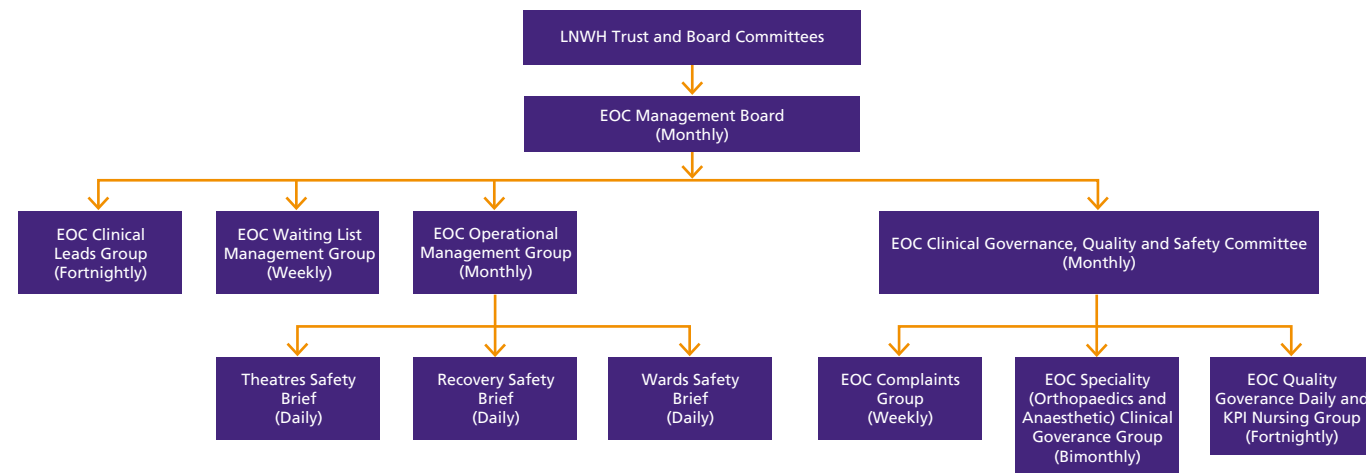 LNWH Trust and Board Committees
EOC Management Board
(Monthly)
EOC Clinical
Leads Group
(Fortnightly)
EOC Waiting List
Management Group
(Weekly)
EOC Operational
Management Group
(Monthly)
EOC Clinical Governance, Quality and Safety Committee
(Monthly)
Theatres Safety
Brief
(Daily)
Recovery Safety
Brief
(Daily)
Wards Safety
Brief
(Daily)
EOC Complaints
Group
(Weekly)
EOC Speciality
(Orthopaedics and
Anaesthetic) Clinical
Goverance Group
(Bimonthly)
EOC Quality
Goverance Daily and
KPI Nursing Group
(Fortnightly)